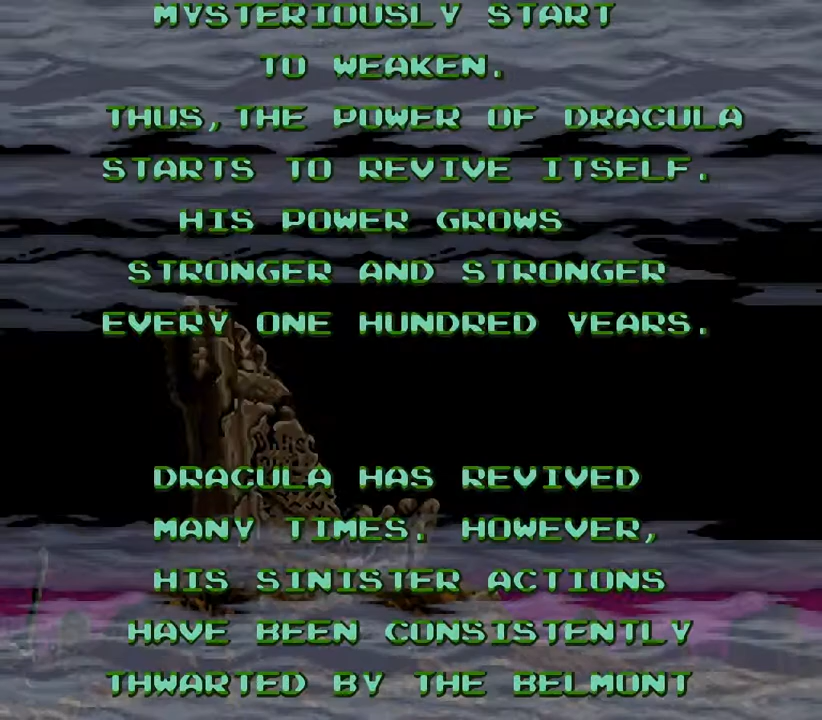 MYSTERIOUSLY START
TO WEAKEN.
THUS,THE POWER OF DRACULA
STARTS TO REVIVE ITSELF.
HIS POWER GROWS
STRONGER AND STRONGER
EVERY ONE HUNDRED YEARS.
DRACULA HAS REVIVED
MANY TIMES. HOWEVER,
HIS SINISTER ACTIONS
HAVE BEEN CONSISTENTLY
THWARTED BY THE BELMONT